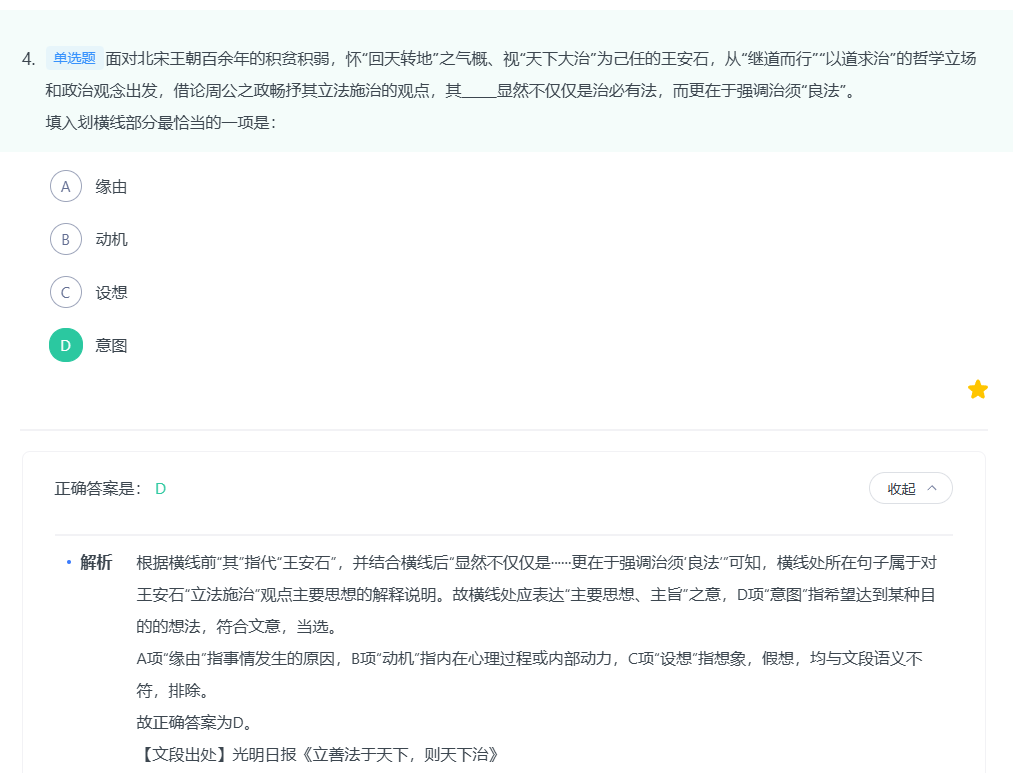 4. 单选题 面对北宋王朝百余年的积贫积弱，怀“回天转地”之气概、视“天下大治”为己任的王安石，从“继道而行”“以道求治”的哲学立场
和政治观念出发，借论周公之政畅抒其立法施治的观点，其____显然不仅仅是治必有法，而更在于强调治须“良法”。
填入划横线部分最恰当的一项是：
A 缘由
B 动机
C 设想
D 意图
正确答案是： D
收起
• 解析 根据横线前“其”指代“王安石”，并结合横线后“显然不仅仅是……更在于强调治须‘良法’”可知，横线处所在句子属于对
王安石“立法施治”观点主要思想的解释说明。故横线处应表达“主要思想、主旨”之意，D项“意图”指希望达到某种目
的的想法，符合文意，当选。
A项“缘由”指事情发生的原因，B项“动机”指内在心理过程或内部动力，C项“设想”指想象，假想，均与文段语义不
符，排除。
故正确答案为D。
【文段出处】光明日报《立善法于天下，则天下治》